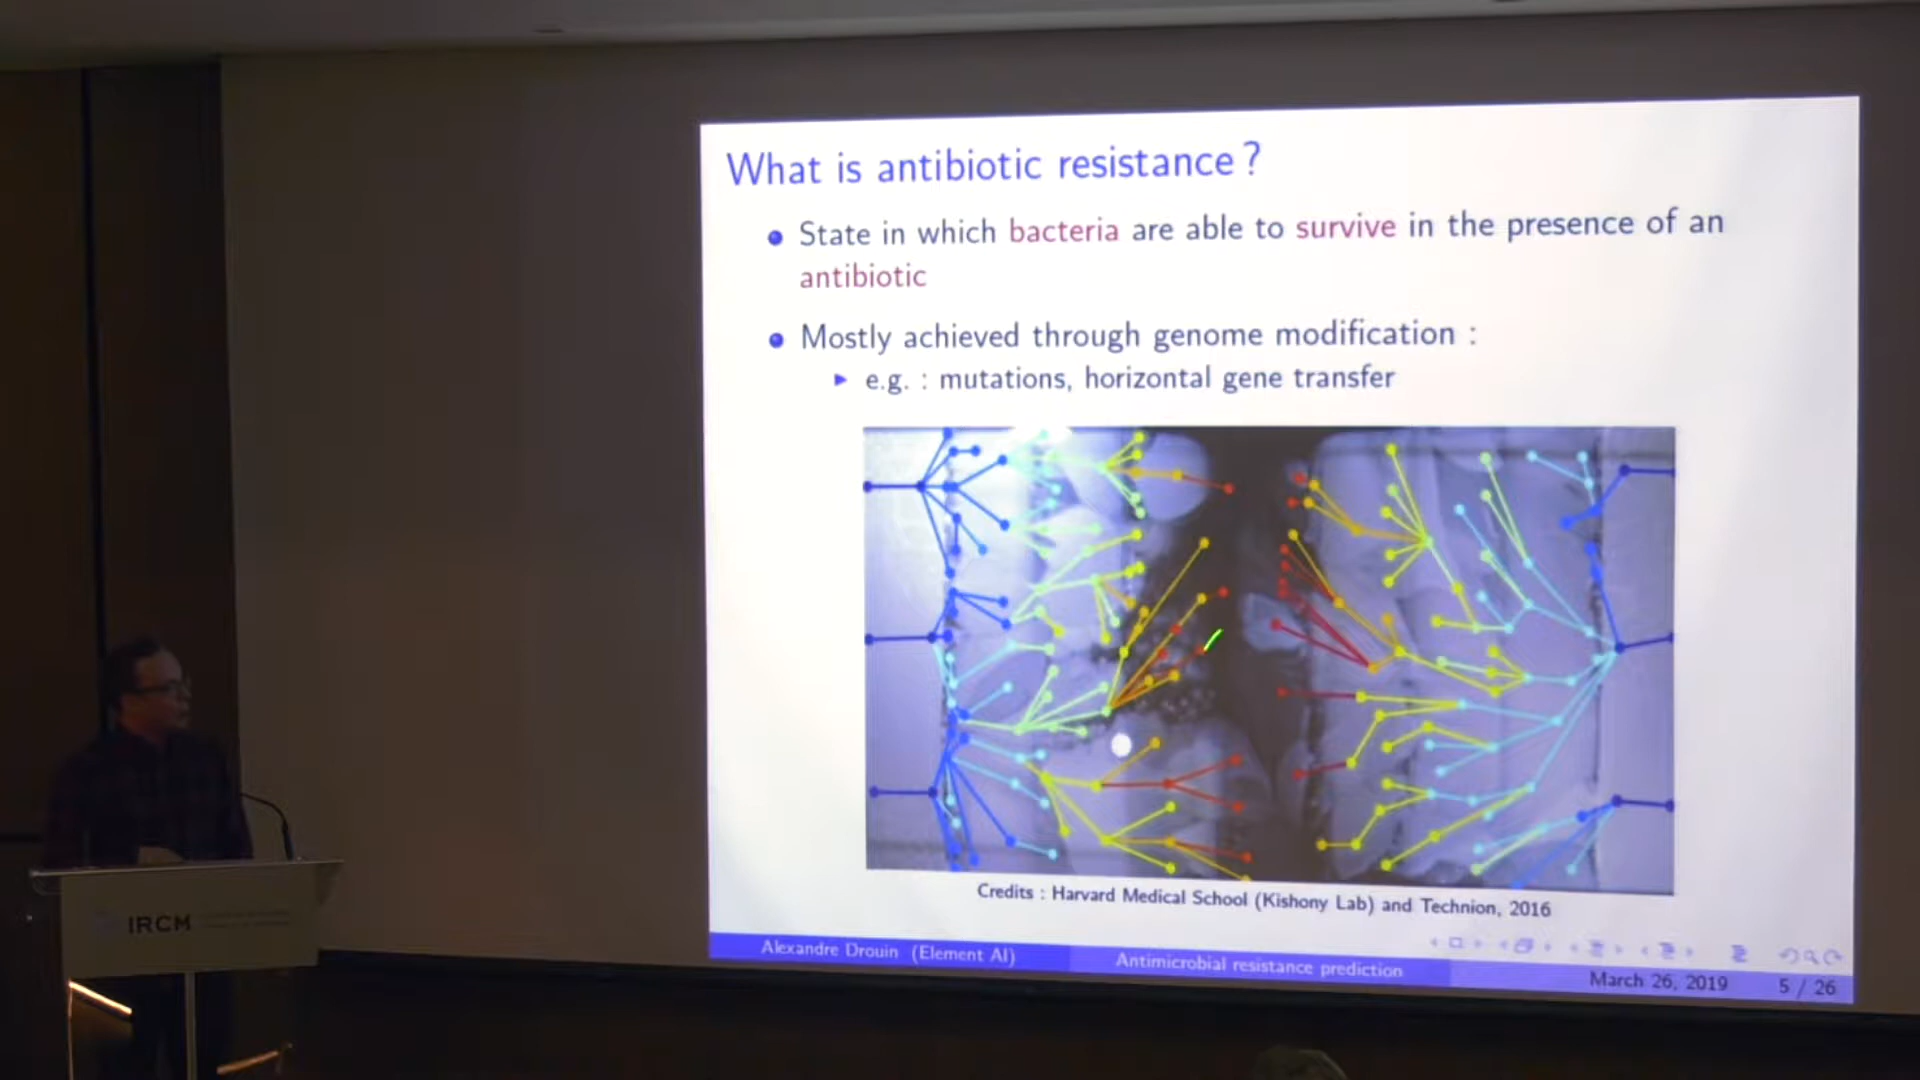 What is antibiotic resistance ?
State in which bacteria are able to survive in the presence of an
antibiotic
Mostly achieved through genome modification :
e.g. : mutations, horizontal gene transfer
Credits : Harvard Medical School (Kishony Lab) and Technion, 2016
Alexandre Drouin (Element AI)
Antimicrobial resistance prediction
March 26, 2019
5 / 26
IRCM